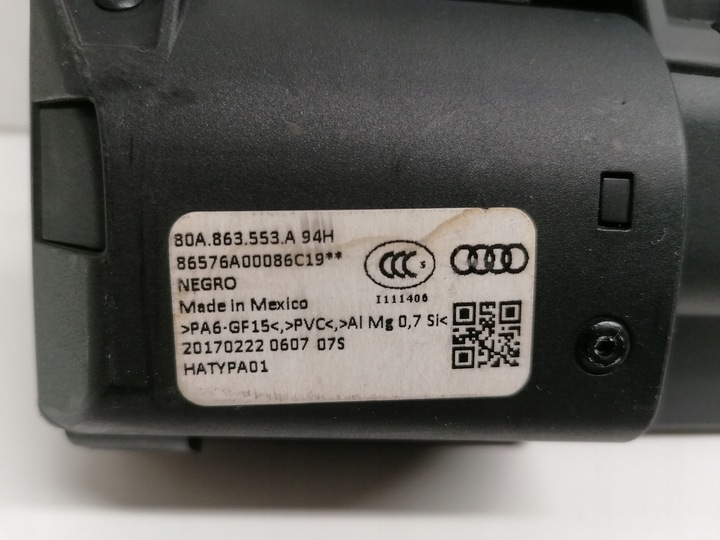 80A.863.553.A 94H
86576A00086C19**
NEGRO
Made in Mexico
>PA6-GF15<,>PVC<,>Al Mg 0,7 Si<
20170222 0607 07S
HATYPA01
CCC S
I111406